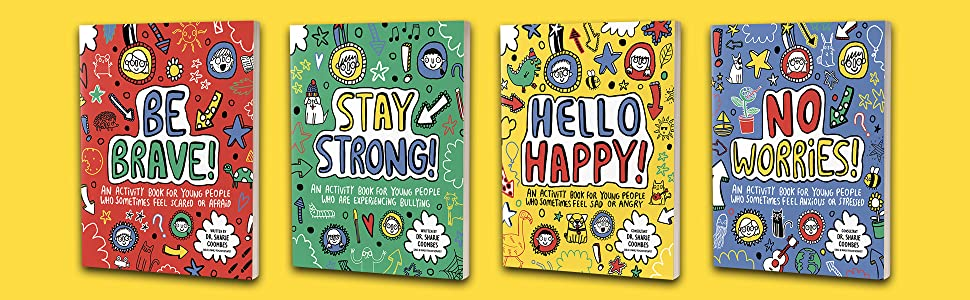 BE
BRAVE!
AN ACTIVITY BOOK FOR YOUNG PEOPLE
WHO SOMETIMES FEEL SCARED OR AFRAID
WRITTEN BY
DR. SHARIE
COOMBES
STAY
STRONG!
AN ACTIVITY BOOK FOR YOUNG PEOPLE
WHO ARE EXPERIENCING BULLYING
WRITTEN BY
DR. SHARIE
COOMBES
HELLO
HAPPY!
AN ACTIVITY BOOK FOR YOUNG PEOPLE
WHO SOMETIMES FEEL SAD OR ANGRY
CONSULTANT
DR. SHARIE
COOMBES
NO
WORRIES!
AN ACTIVITY BOOK FOR YOUNG PEOPLE
WHO SOMETIMES FEEL ANXIOUS OR STRESSED
CONSULTANT
DR. SHARIE
COOMBES